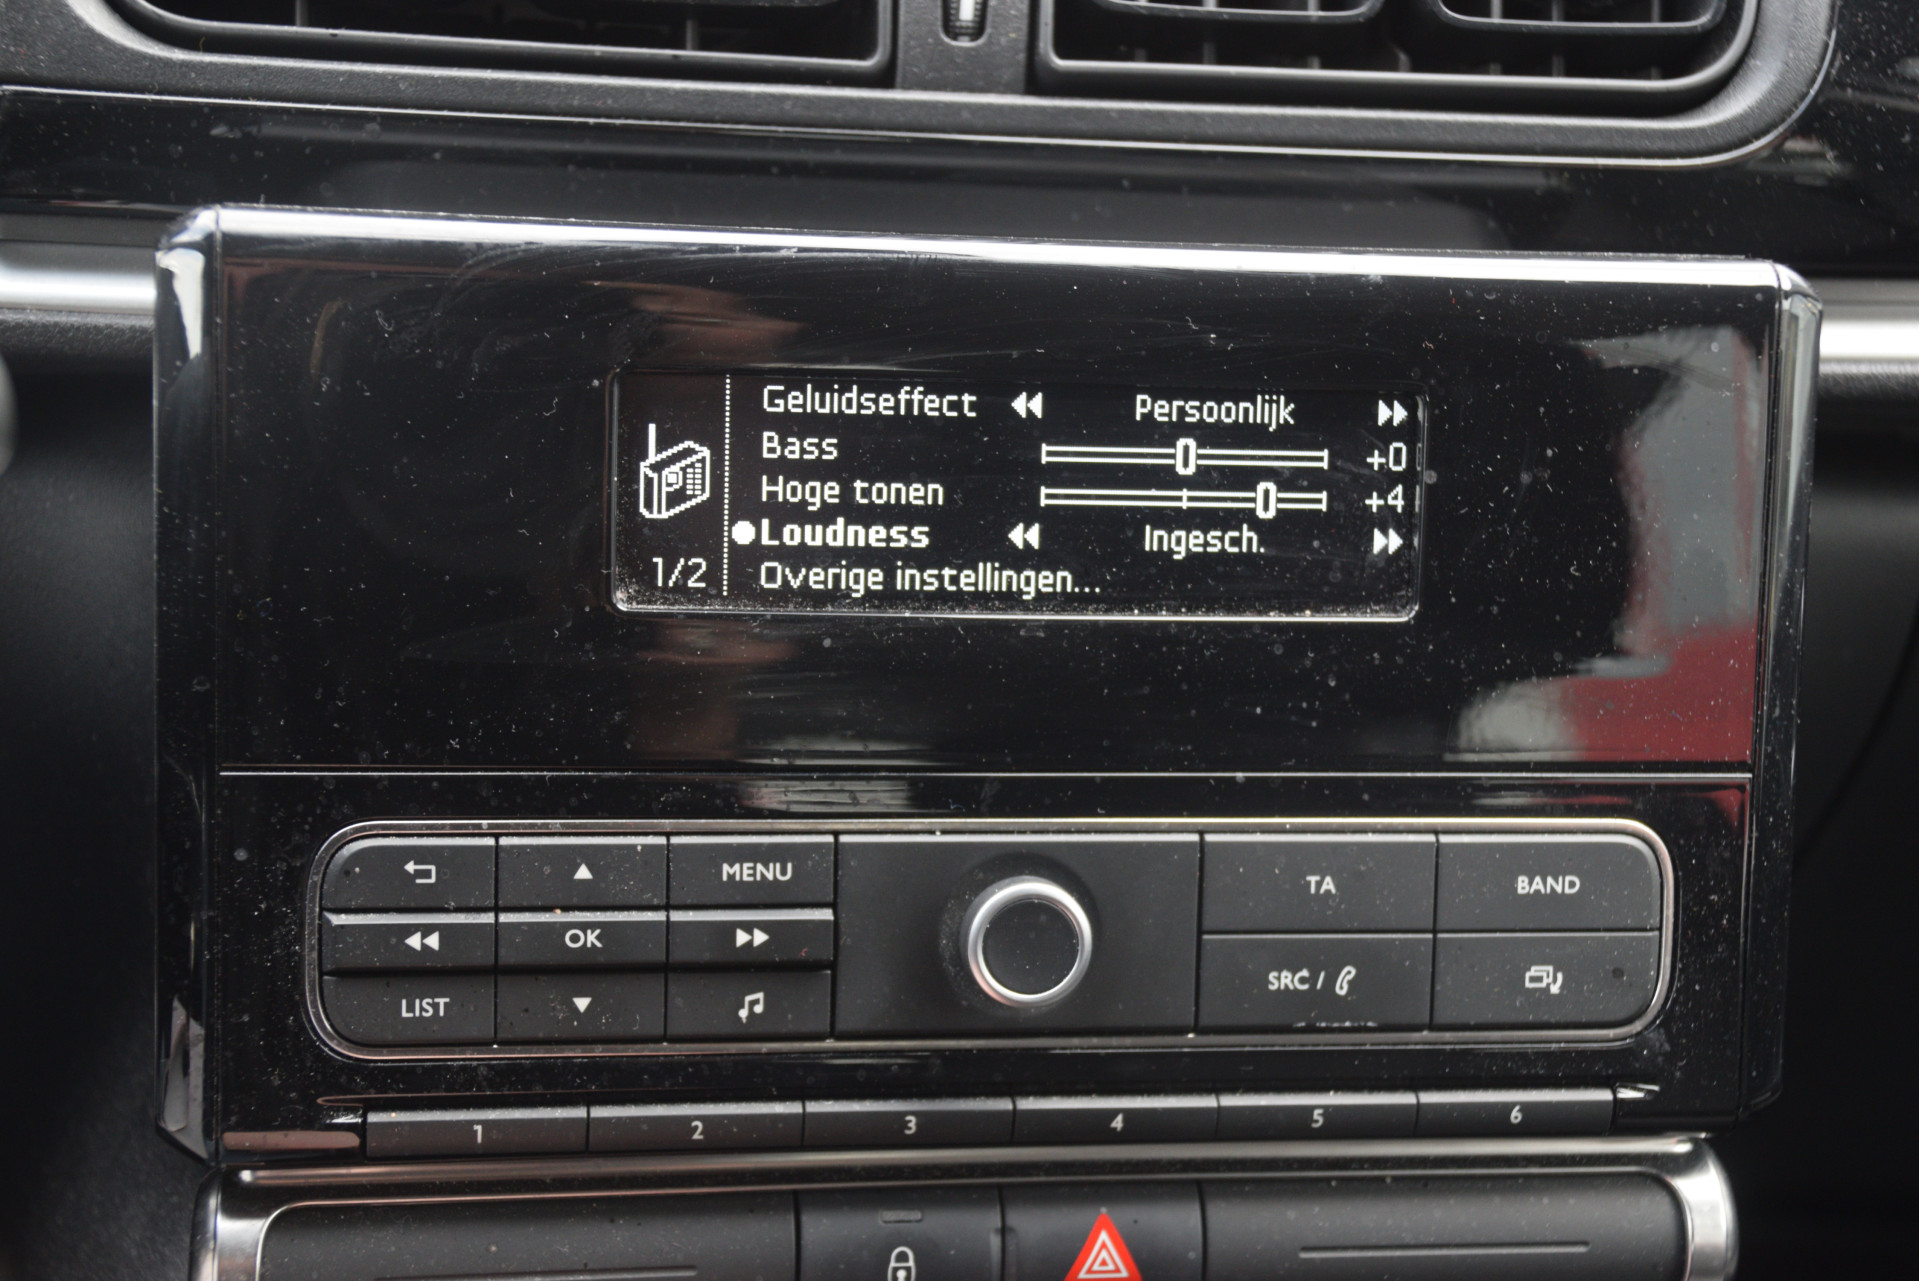 Geluidseffect Persoonlijk
Bass +0
Hoge tonen +4
Loudness Ingesch.
1/2 Overige instellingen...
MENU
TA
BAND
OK
SRC /
LIST
1 2 3 4 5 6